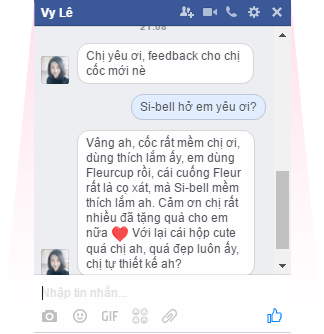 Vy Lê
21:08
Chị yêu ơi, feedback cho chị
cốc mới nè
Si-bell hở em yêu ơi?
Vâng ah, cốc rất mềm chị ơi,
dùng thích lắm ấy, em dùng
Fleurcup rồi, cái cuống Fleur
rất là cọ xát, mà Si-bell mềm
thích lắm ah. Cảm ơn chị rất
nhiều đã tặng quà cho em
nữa ❤ Với lại cái hộp cute
quá chị ah, quá đẹp luôn ấy,
chị tự thiết kế ah?
Nhập tin nhắn...
GIF